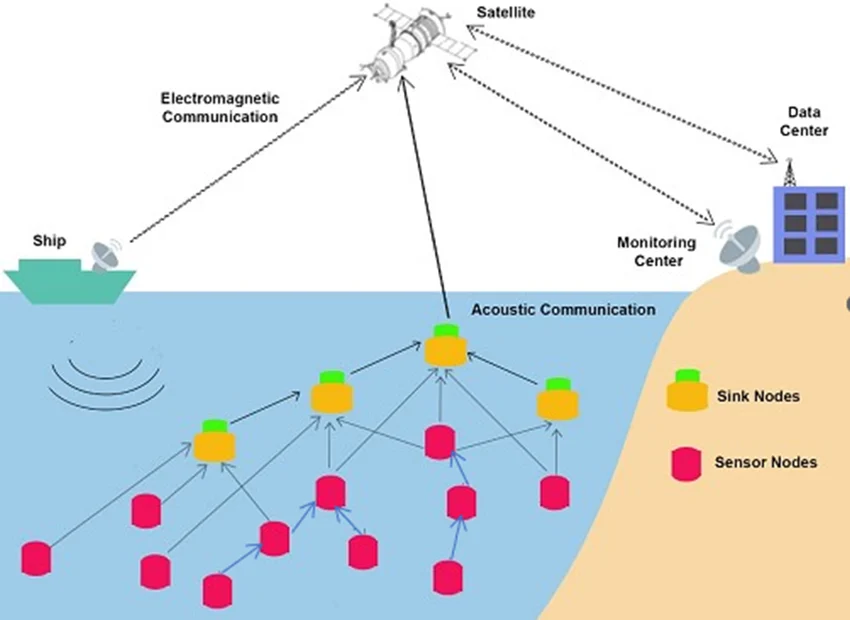 Satellite
Electromagnetic
Communication
Data
Center
Ship
Monitoring
Center
Acoustic Communication
Sink Nodes
Sensor Nodes